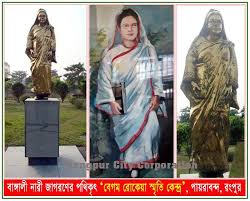 Rangpur City Corporation
বাঙ্গালী নারী জাগরণের পথিকৃৎ "বেগম রোকেয়া স্মৃতি কেন্দ্র", পায়রাবন্দ, রংপুর